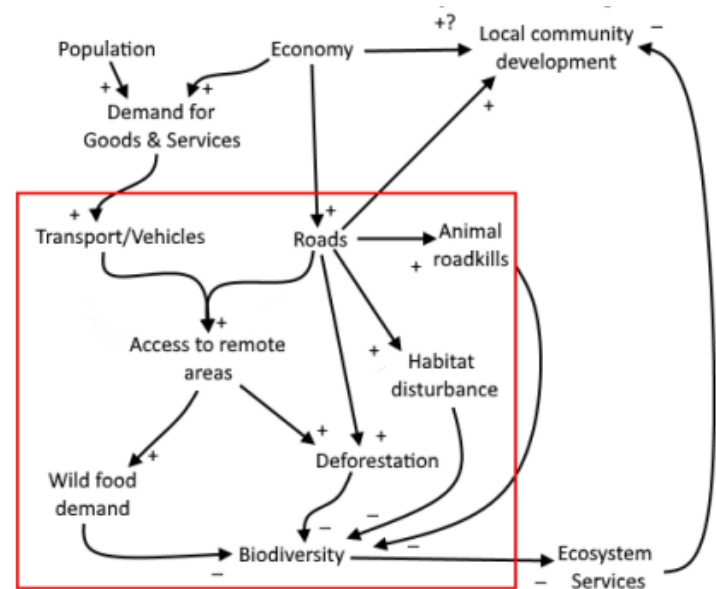 +?
Local community
development
–
Population
Economy
+
+
Demand for
Goods & Services
+
+
+
Transport/Vehicles
Roads
Animal
roadkills
+
+
Access to remote
areas
+
Habitat
disturbance
+
+
+
Deforestation
Wild food
demand
–
–
–
Biodiversity
–
–
Ecosystem
Services